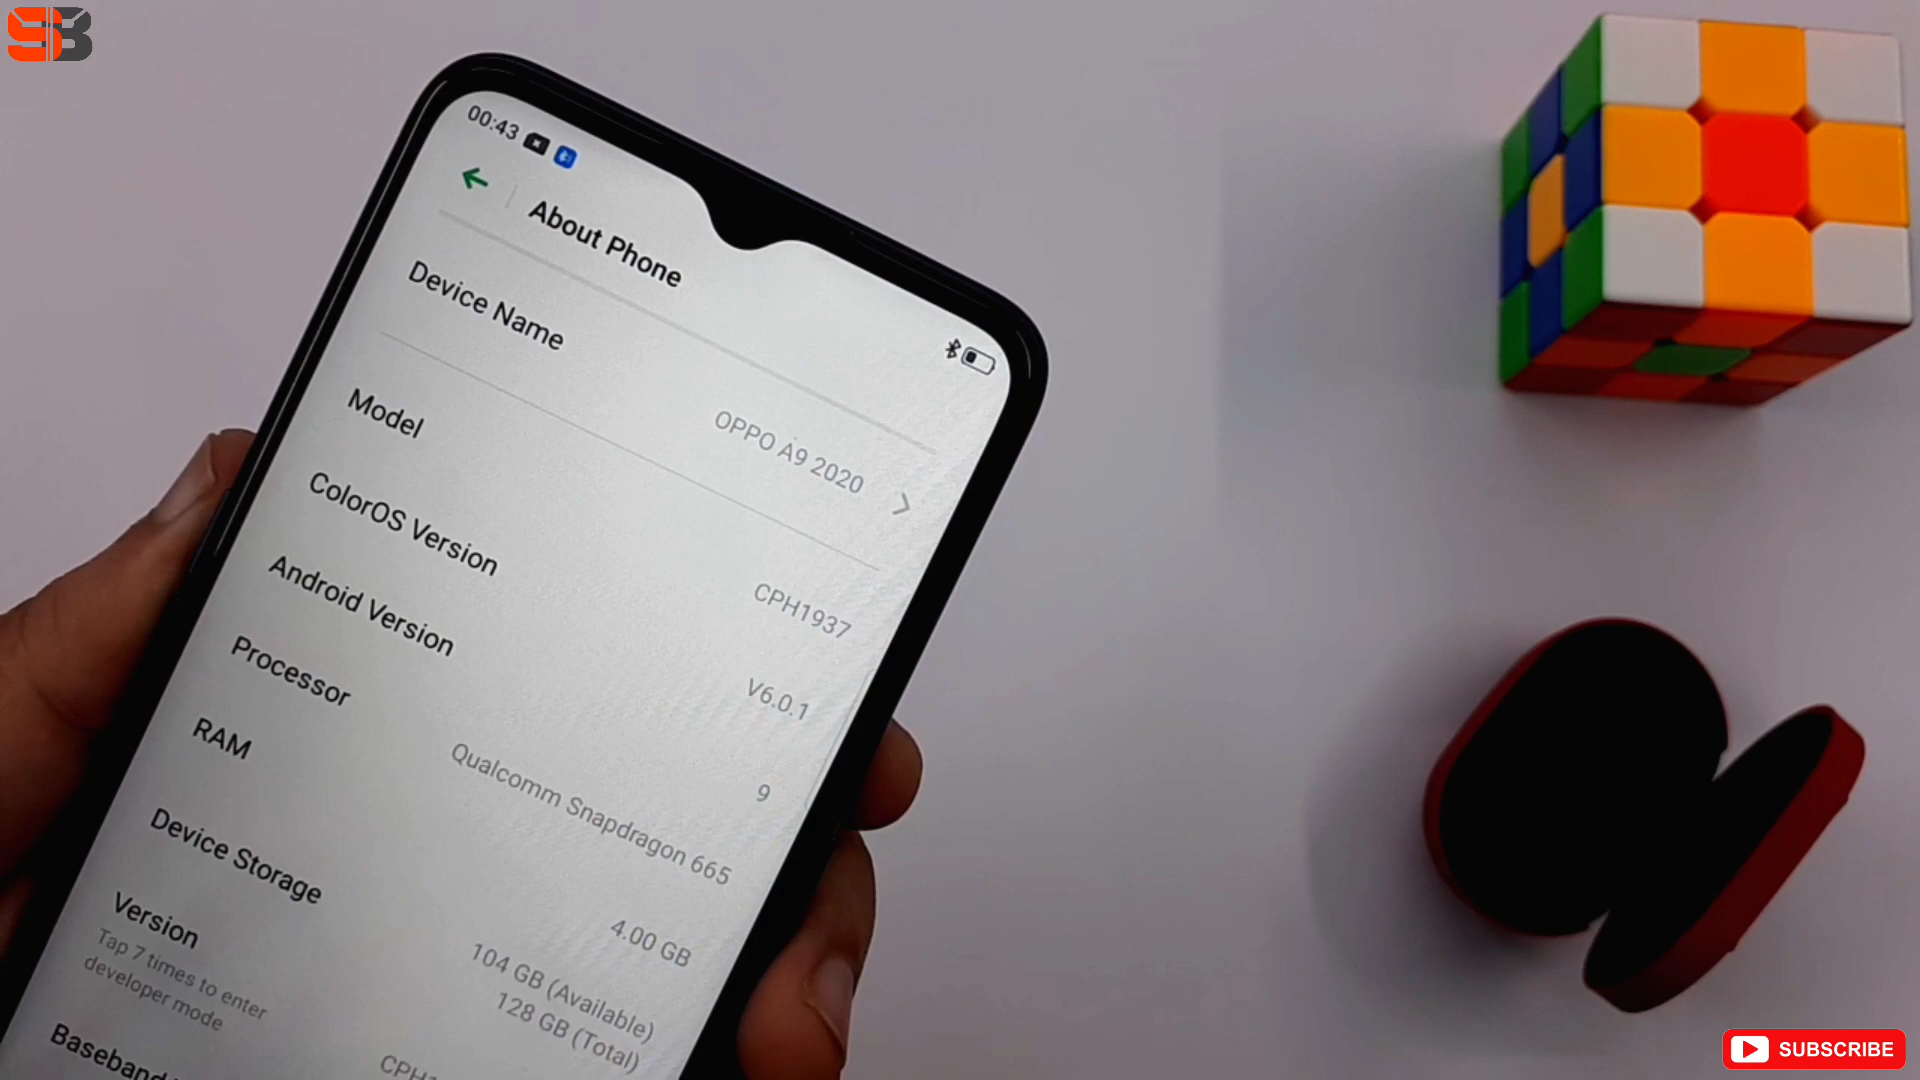 SB
00:43
About Phone
Device Name
OPPO A9 2020
Model
CPH1937
ColorOS Version
V6.0.1
Android Version
9
Processor
Qualcomm Snapdragon 665
RAM
4.00 GB
Device Storage
104 GB (Available)
128 GB (Total)
Version
Tap 7 times to enter
developer mode
Baseband
SUBSCRIBE